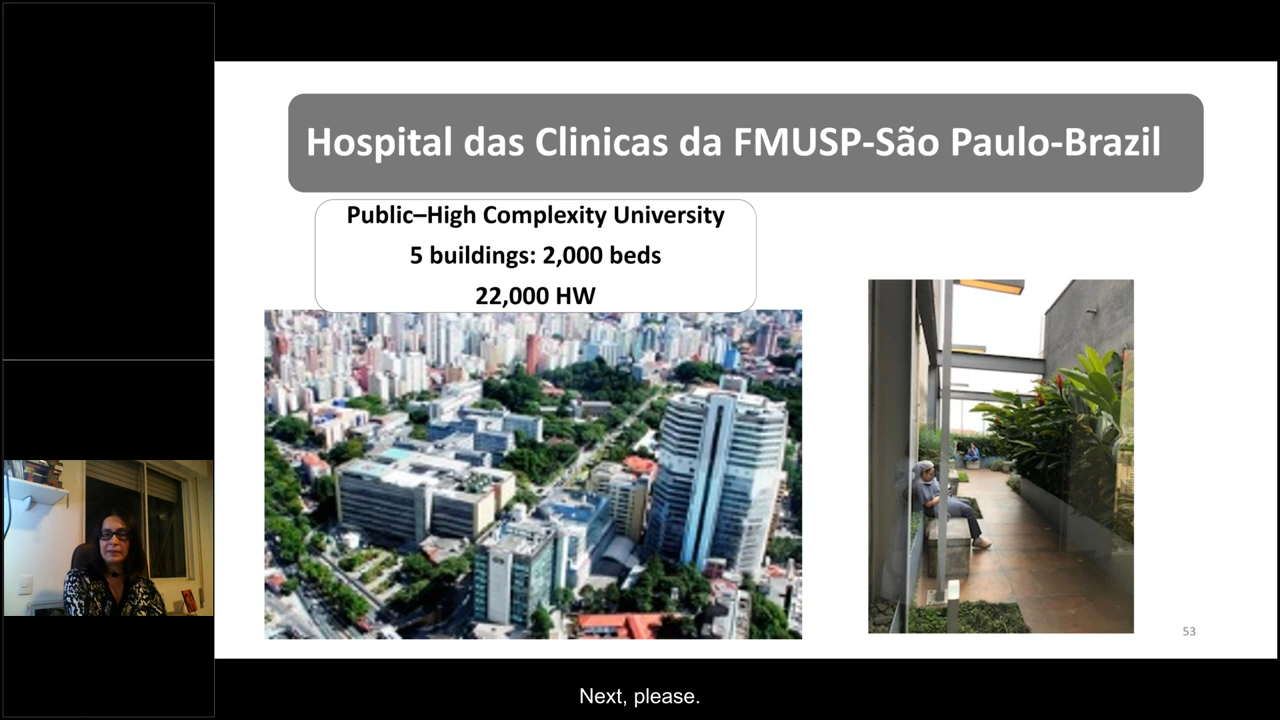 Hospital das Clinicas da FMUSP-São Paulo-Brazil
Public–High Complexity University
5 buildings: 2,000 beds
22,000 HW
53
Next, please.